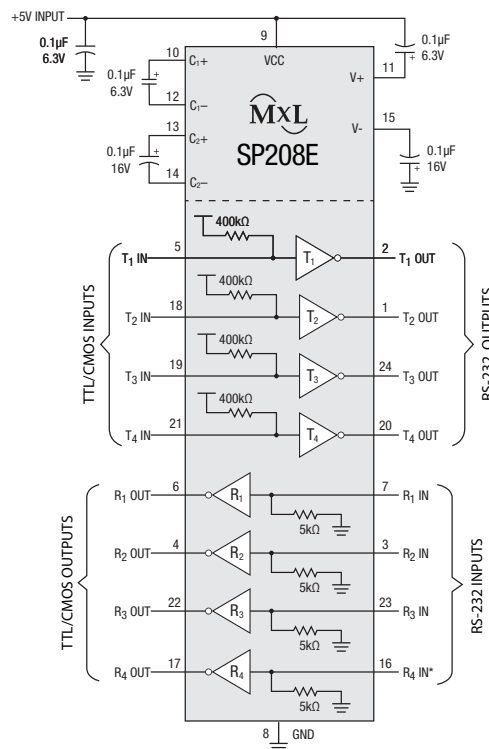 +5V INPUT
0.1µF
6.3V
9
VCC
0.1µF
6.3V
10
C₁+
V+
11
0.1µF
6.3V
12
C₁–
13
C₂+
MxL
SP208E
V-
15
0.1µF
16V
14
C₂–
0.1µF
16V
TTL/CMOS INPUTS
400kΩ
T₁ IN
5
T₁
2
T₁ OUT
400kΩ
T₂ IN
18
T₂
1
T₂ OUT
400kΩ
T₃ IN
19
T₃
24
T₃ OUT
400kΩ
T₄ IN
21
T₄
20
T₄ OUT
RS-232 OUTPUTS
TTL/CMOS OUTPUTS
R₁ OUT
6
R₁
7
R₁ IN
5kΩ
R₂ OUT
4
R₂
3
R₂ IN
5kΩ
R₃ OUT
22
R₃
23
R₃ IN
5kΩ
R₄ OUT
17
R₄
16
R₄ IN*
5kΩ
RS-232 INPUTS
8
GND